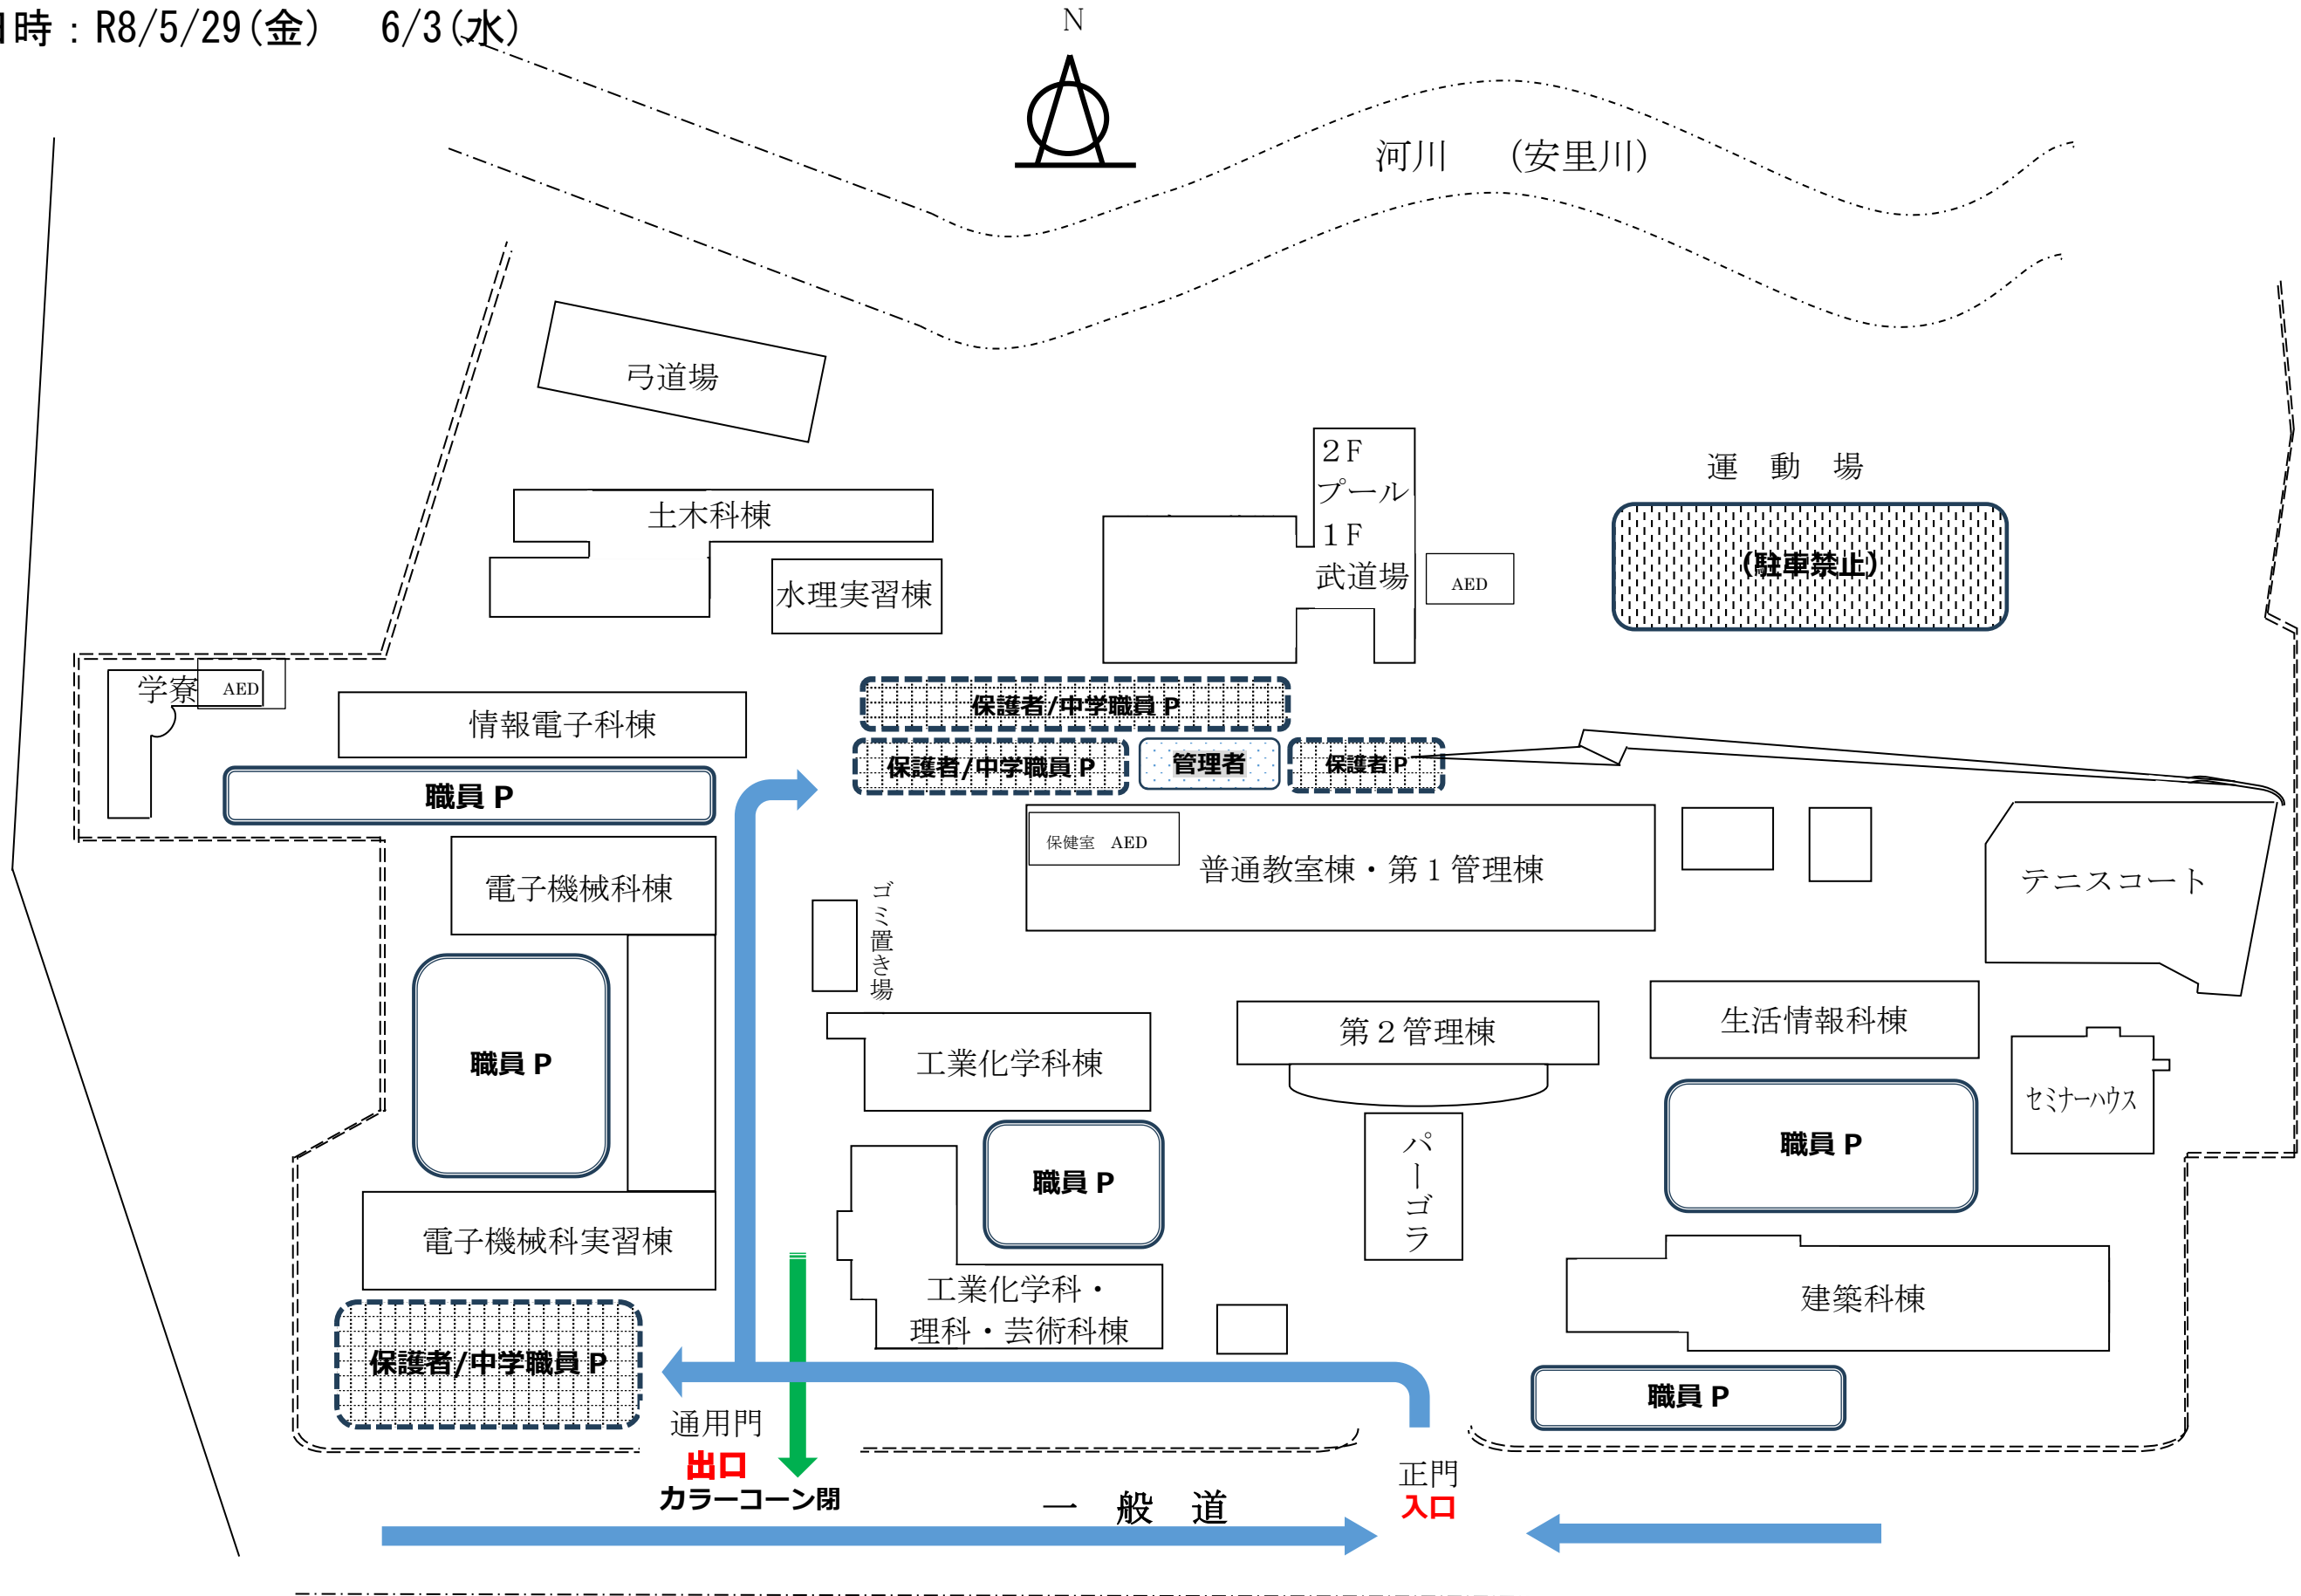 時：R8/5/29(金)　6/3(水)
N
河川　（安里川）
弓道場
２Ｆ
プール
１Ｆ
武道場
運　動　場
土木科棟
(駐車禁止)
AED
水理実習棟
学寮
AED
保護者/中学職員 P
情報電子科棟
保護者/中学職員 P
管理者
保護者 P
職員 P
保健室　AED
普通教室棟・第１管理棟
テニスコート
電子機械科棟
ゴミ置き場
第２管理棟
生活情報科棟
職員 P
工業化学科棟
セミナーハウス
職員 P
職員 P
パーゴラ
電子機械科実習棟
工業化学科・
理科・芸術科棟
建築科棟
保護者/中学職員 P
職員 P
通用門
出口
カラーコーン閉
正門
入口
一　般　道